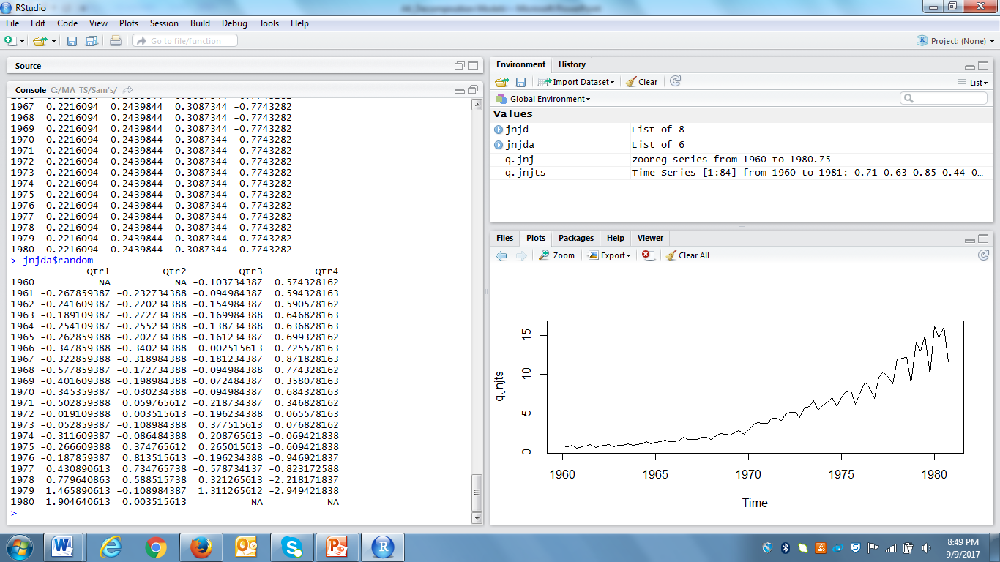 RStudio
File Edit Code View Plots Session Build Debug Tools Help
Go to file/function
Project: (None)
Source
Console C:/MA_TS/Sam's/
1967 0.2216094 0.2439844 0.3087344 -0.7743282
1968 0.2216094 0.2439844 0.3087344 -0.7743282
1969 0.2216094 0.2439844 0.3087344 -0.7743282
1970 0.2216094 0.2439844 0.3087344 -0.7743282
1971 0.2216094 0.2439844 0.3087344 -0.7743282
1972 0.2216094 0.2439844 0.3087344 -0.7743282
1973 0.2216094 0.2439844 0.3087344 -0.7743282
1974 0.2216094 0.2439844 0.3087344 -0.7743282
1975 0.2216094 0.2439844 0.3087344 -0.7743282
1976 0.2216094 0.2439844 0.3087344 -0.7743282
1977 0.2216094 0.2439844 0.3087344 -0.7743282
1978 0.2216094 0.2439844 0.3087344 -0.7743282
1979 0.2216094 0.2439844 0.3087344 -0.7743282
1980 0.2216094 0.2439844 0.3087344 -0.7743282
> jnjda$random
Qtr1 Qtr2 Qtr3 Qtr4
1960 NA NA -0.103734387 0.574328162
1961 -0.267859387 -0.232734388 -0.094984387 0.594328163
1962 -0.241609387 -0.220234388 -0.154984387 0.590578162
1963 -0.189109387 -0.272734388 -0.169984388 0.646828163
1964 -0.254109387 -0.255234388 -0.138734388 0.636828163
1965 -0.262859388 -0.202734388 -0.161234387 0.699328162
1966 -0.347859388 -0.340234388 0.002515613 0.725578163
1967 -0.322859388 -0.318984388 -0.181234387 0.871828163
1968 -0.577859387 -0.172734388 -0.094984388 0.774328162
1969 -0.401609388 -0.198984388 -0.072484387 0.358078163
1970 -0.345359387 -0.030234388 -0.094984387 0.684328163
1971 -0.502859388 0.059765612 -0.218734387 0.346828162
1972 -0.019109388 0.003515613 -0.196234388 0.065578163
1973 -0.052859387 -0.108984388 0.377515613 0.076828162
1974 -0.311609387 -0.086484388 0.208765613 -0.069421838
1975 -0.266609388 0.374765612 0.265015613 -0.609421838
1976 -0.187859387 0.813515613 -0.196234388 -0.946921837
1977 0.430890613 0.734765738 -0.578734137 -0.823172588
1978 0.779640863 0.588515738 0.321265613 -2.218171837
1979 1.465890613 -0.108984387 1.311265612 -2.949421838
1980 1.904640613 0.003515613 NA NA
>
Environment History
Import Dataset Clear List
Global Environment
Values
jnjd List of 8
jnjda List of 6
q.jnj zooreg series from 1960 to 1980.75
q.jnjts Time-Series [1:84] from 1960 to 1981: 0.71 0.63 0.85 0.44 0...
Files Plots Packages Help Viewer
Zoom Export Clear All
q.jnjts
15
10
5
0
1960 1965 1970 1975 1980
Time
8:49 PM
9/9/2017